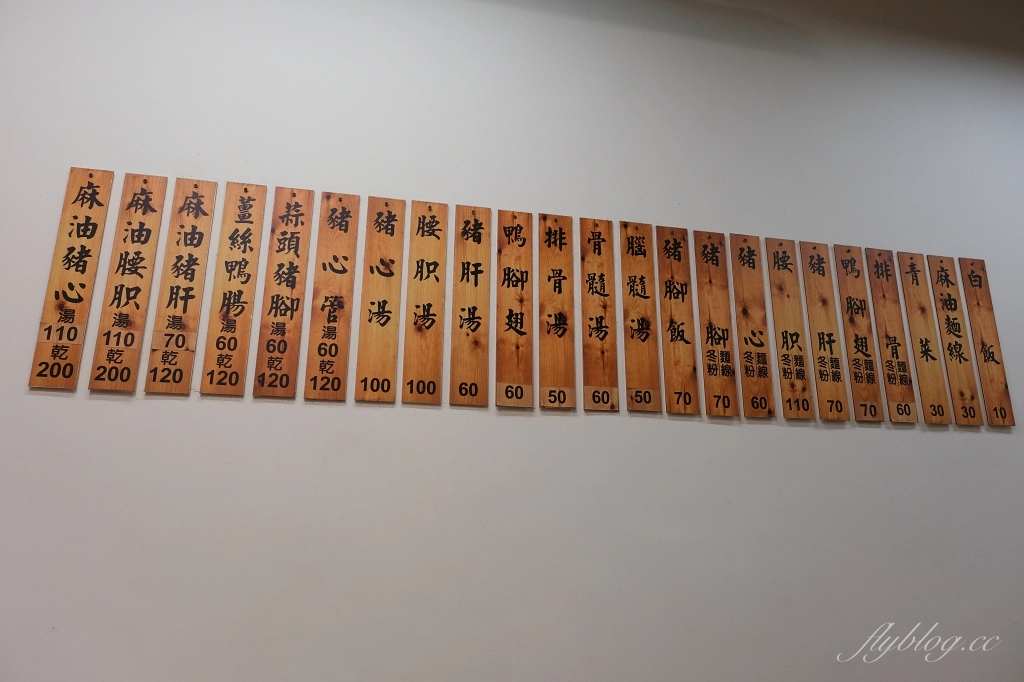 麻油豬心 湯110 乾200
麻油腰胑 湯110 乾200
麻油豬肝 湯70 乾120
薑絲鴨腸 湯60 乾120
蒜頭豬腳 湯60 乾120
豬心管 湯60 乾120
豬心湯 100
腰胑湯 100
豬肝湯 60
鴨腳翅 60
排骨湯 50
骨髓湯 60
腦髓湯 50
豬腳飯 70
豬腳 麵線 冬粉 70
豬心 麵線 冬粉 60
腰胑 麵線 冬粉 110
豬肝 麵線 冬粉 70
鴨腳翅 麵線 冬粉 70
排骨 麵線 冬粉 60
青菜 30
麻油麵線 30
白飯 10
flyblog.cc